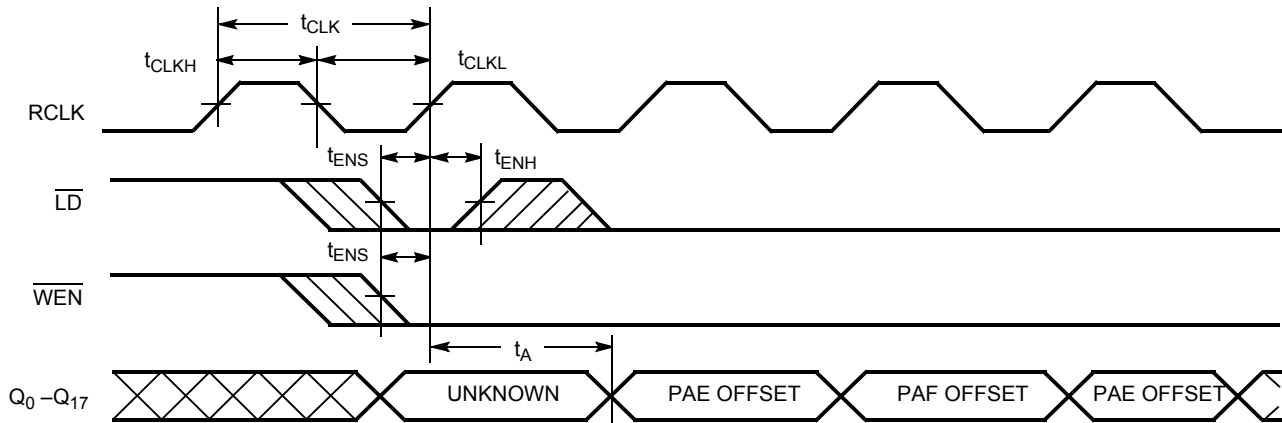 tCLK
tCLKH
tCLKL
RCLK
tENS
tENH
LD
tENS
WEN
tA
Q0 –Q17
UNKNOWN
PAE OFFSET
PAF OFFSET
PAE OFFSET